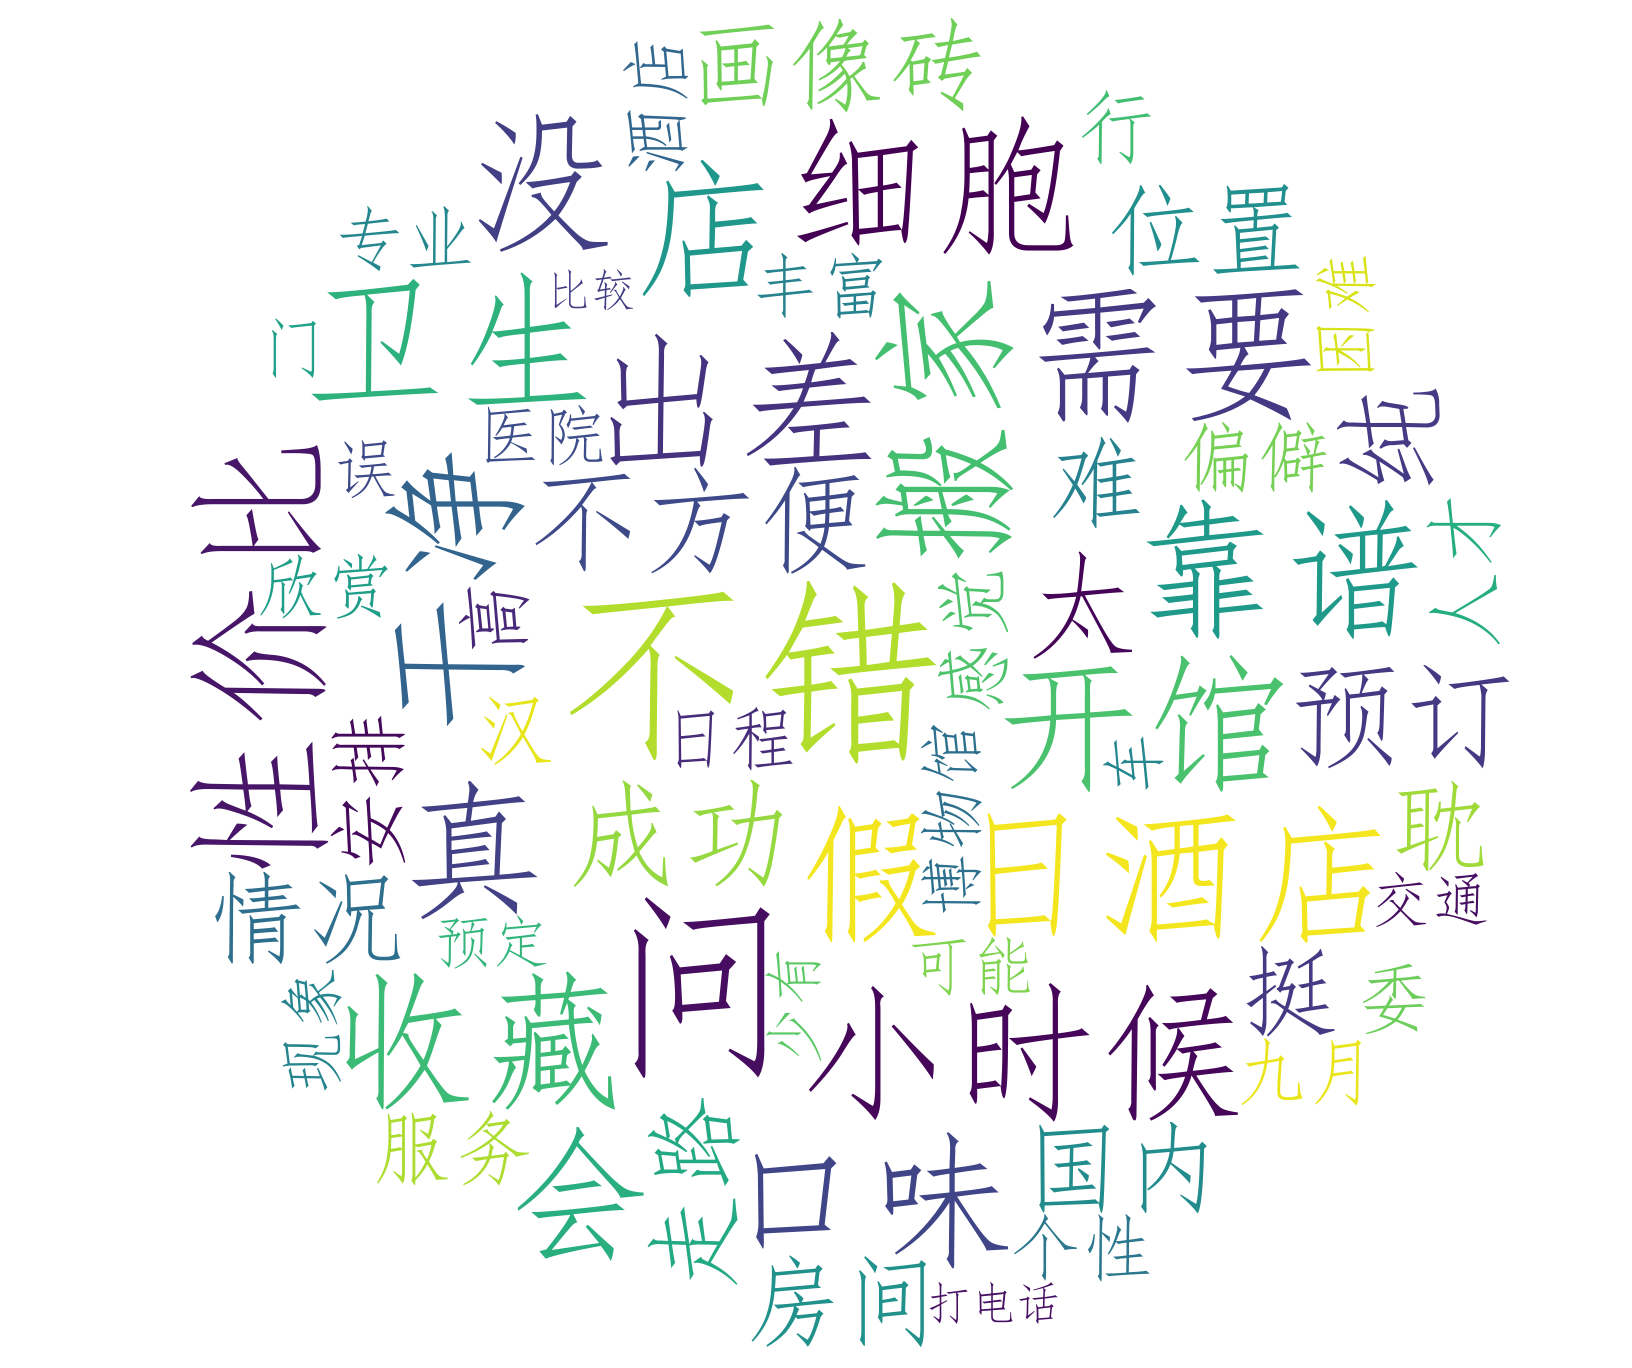 画像砖
酒店
行
没
细胞
店
位置
专业
丰富
比较
困难
卫生
门
搬家
需要
出差
纯
医院
误
偏僻
难
性价比
干净
不方便
靠谱
人才
欣赏
高
不错
感觉
太
开馆
预订
汉
日程
车
安排
博物馆
真
成功
假日酒店
耽
情况
交通
预定
问
少有
可能
挺
委
现象
收藏
小时候
九月
服务
会
走路
口味
国内
个性
房间
打电话